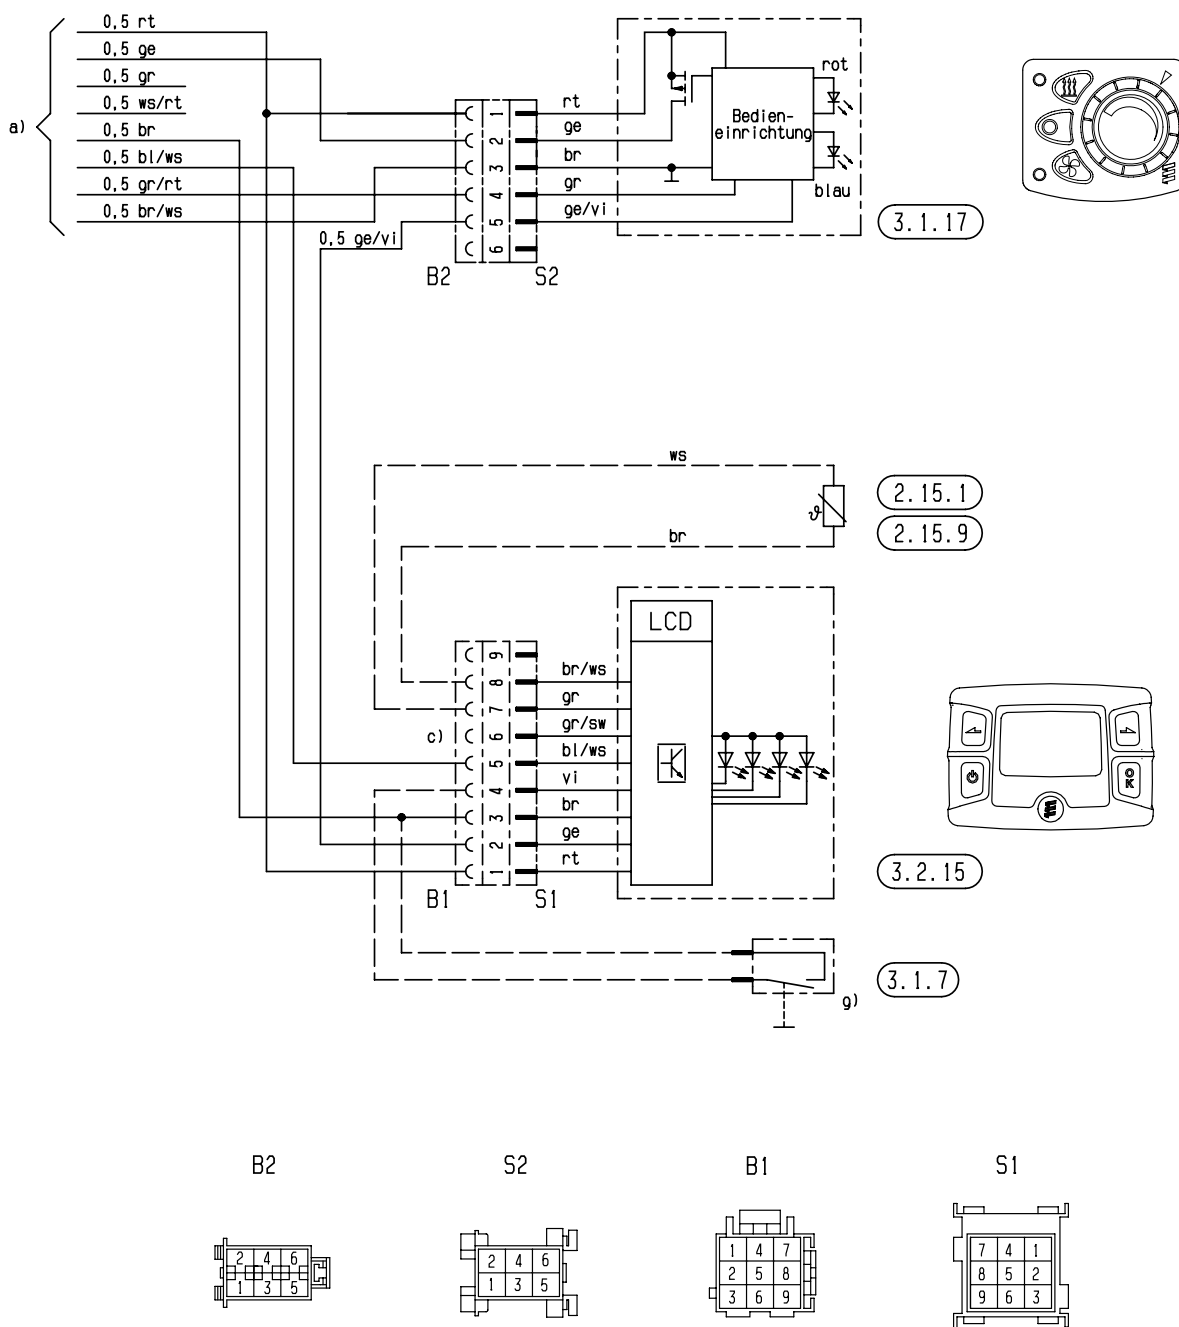 0,5 rt
0,5 ge
0,5 gr
0,5 ws/rt
a)
0,5 br
0,5 bl/ws
0,5 gr/rt
0,5 br/ws
0,5 ge/vi
1
2
3
4
5
6
B2
S2
rt
ge
br
gr
ge/vi
Bedien-
einrichtung
rot
blau
3.1.17
ws
ϑ
br
2.15.1
2.15.9
LCD
9
8
7
6
5
4
3
2
1
c)
br/ws
gr
gr/sw
bl/ws
vi
br
ge
rt
B1
S1
OK
3.2.15
3.1.7
g)
B2
S2
B1
S1
2 4 6
1 3 5
2 4 6
1 3 5
1 4 7
2 5 8
3 6 9
7 4 1
8 5 2
9 6 3